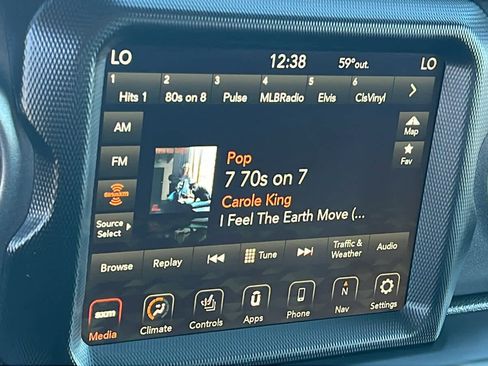 LO 12:38 59°out. LO
1 2 3 4 5 6
Hits 1 80s on 8 Pulse MLBRadio Elvis ClsVinyl
AM
Map
FM
Pop
Fav
7 70s on 7
siriusxm
Carole King
Source
Select
I Feel The Earth Move (...
Browse Replay Tune Traffic &
Weather Audio
sxm
Media Climate Controls Apps Phone N
Nav Settings